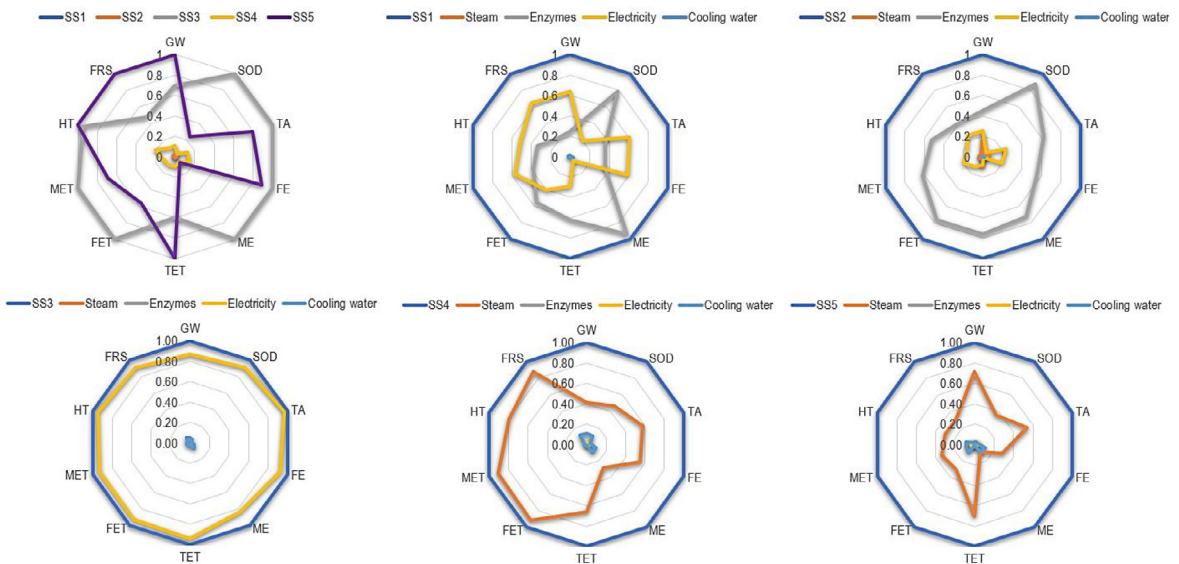 SS1 SS2 SS3 SS4 SS5
GW
1
FRS SOD
0.8
0.6
HT TA
0.4
0.2
0
MET FE
FET ME
TET
SS1 Steam Enzymes Electricity Cooling water
GW
1
FRS SOD
0.8
0.6
HT TA
0.4
0.2
0
MET FE
FET ME
TET
SS2 Steam Enzymes Electricity Cooling water
GW
1
FRS SOD
0.8
0.6
HT TA
0.4
0.2
0
MET FE
FET ME
TET
SS3 Steam Enzymes Electricity Cooling water
GW
1.00
FRS SOD
0.80
0.60
HT TA
0.40
0.20
0.00
MET FE
FET ME
TET
SS4 Steam Enzymes Electricity Cooling water
GW
1.00
FRS SOD
0.80
0.60
HT TA
0.40
0.20
0.00
MET FE
FET ME
TET
SS5 Steam Enzymes Electricity Cooling water
GW
1.00
FRS SOD
0.80
0.60
HT TA
0.40
0.20
0.00
MET FE
FET ME
TET